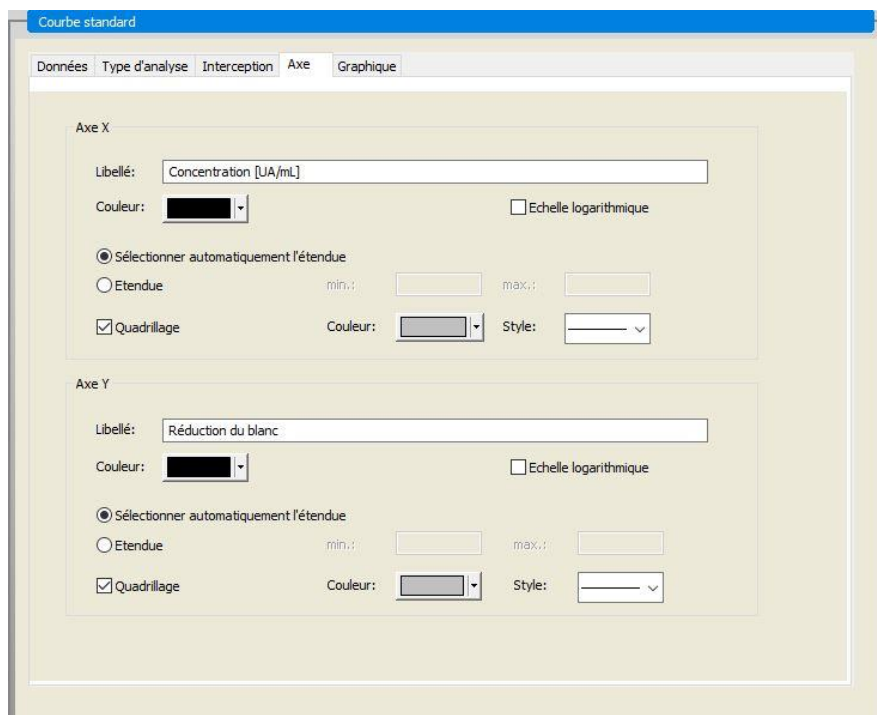 Courbe standard
Données Type d'analyse Interception Axe Graphique
Axe X
Libellé: Concentration [UA/mL]
Couleur: Echelle logarithmique
Sélectionner automatiquement l'étendue
Etendue min.: max.:
Quadrillage Couleur: Style:
Axe Y
Libellé: Réduction du blanc
Couleur: Echelle logarithmique
Sélectionner automatiquement l'étendue
Etendue min.: max.:
Quadrillage Couleur: Style: